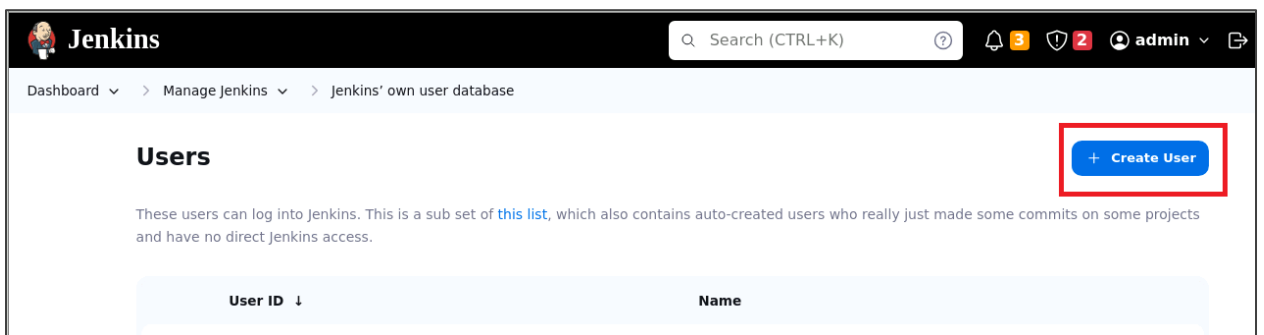 Jenkins
Search (CTRL+K)
3
2
admin
Dashboard
Manage Jenkins
Jenkins’ own user database
Users
+ Create User
These users can log into Jenkins. This is a sub set of this list, which also contains auto-created users who really just made some commits on some projects
and have no direct Jenkins access.
User ID ↓
Name